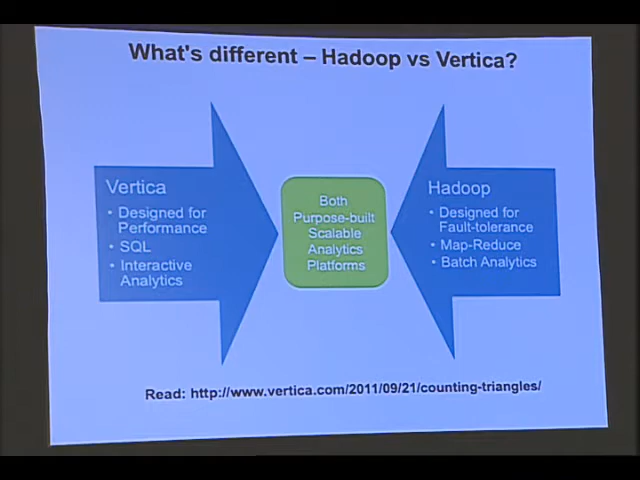 What's different – Hadoop vs Vertica?
Vertica
• Designed for
Performance
• SQL
• Interactive
Analytics
Both
Purpose-built
Scalable
Analytics
Platforms
Hadoop
• Designed for
Fault-tolerance
• Map-Reduce
• Batch Analytics
Read: http://www.vertica.com/2011/09/21/counting-triangles/